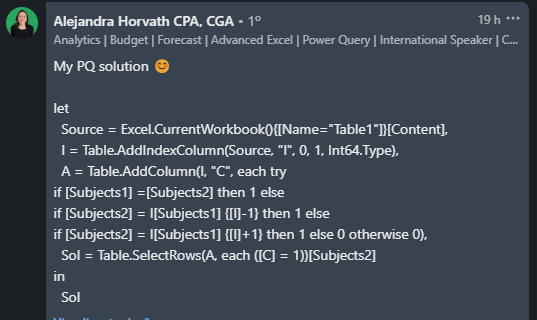 Alejandra Horvath CPA, CGA • 1º
19 h •••
Analytics | Budget | Forecast | Advanced Excel | Power Query | International Speaker | C...
My PQ solution 😊
let
Source = Excel.CurrentWorkbook(){[Name="Table1"]}[Content],
I = Table.AddIndexColumn(Source, "I", 0, 1, Int64.Type),
A = Table.AddColumn(I, "C", each try
if [Subjects1] =[Subjects2] then 1 else
if [Subjects2] = I[Subjects1] {[I]-1} then 1 else
if [Subjects2] = I[Subjects1] {[I]+1} then 1 else 0 otherwise 0),
Sol = Table.SelectRows(A, each ([C] = 1))[Subjects2]
in
Sol